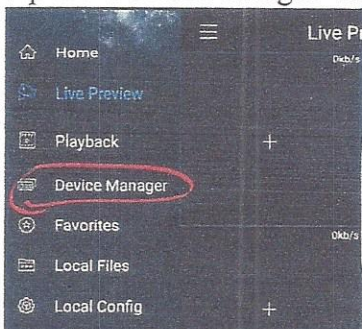 Home
Live Preview
Playback
Device Manager
Favorites
Local Files
Local Config
Live Pr
0kb/s
+
0kb/s
+